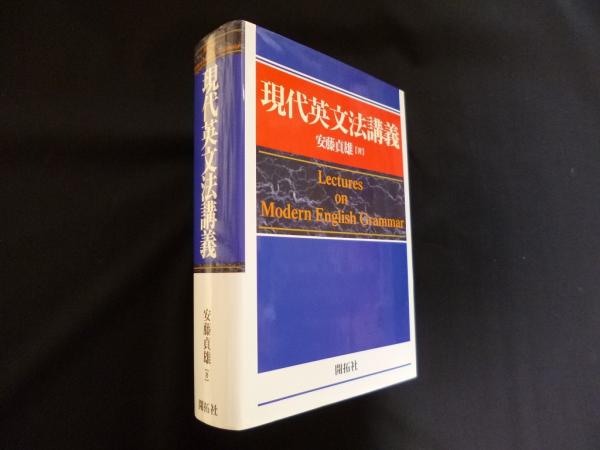 現代英文法講義
安藤貞雄【著】
Lectures
on
Modern English Grammar
開拓社
現代英文法講義
安藤貞雄【著】
開拓社